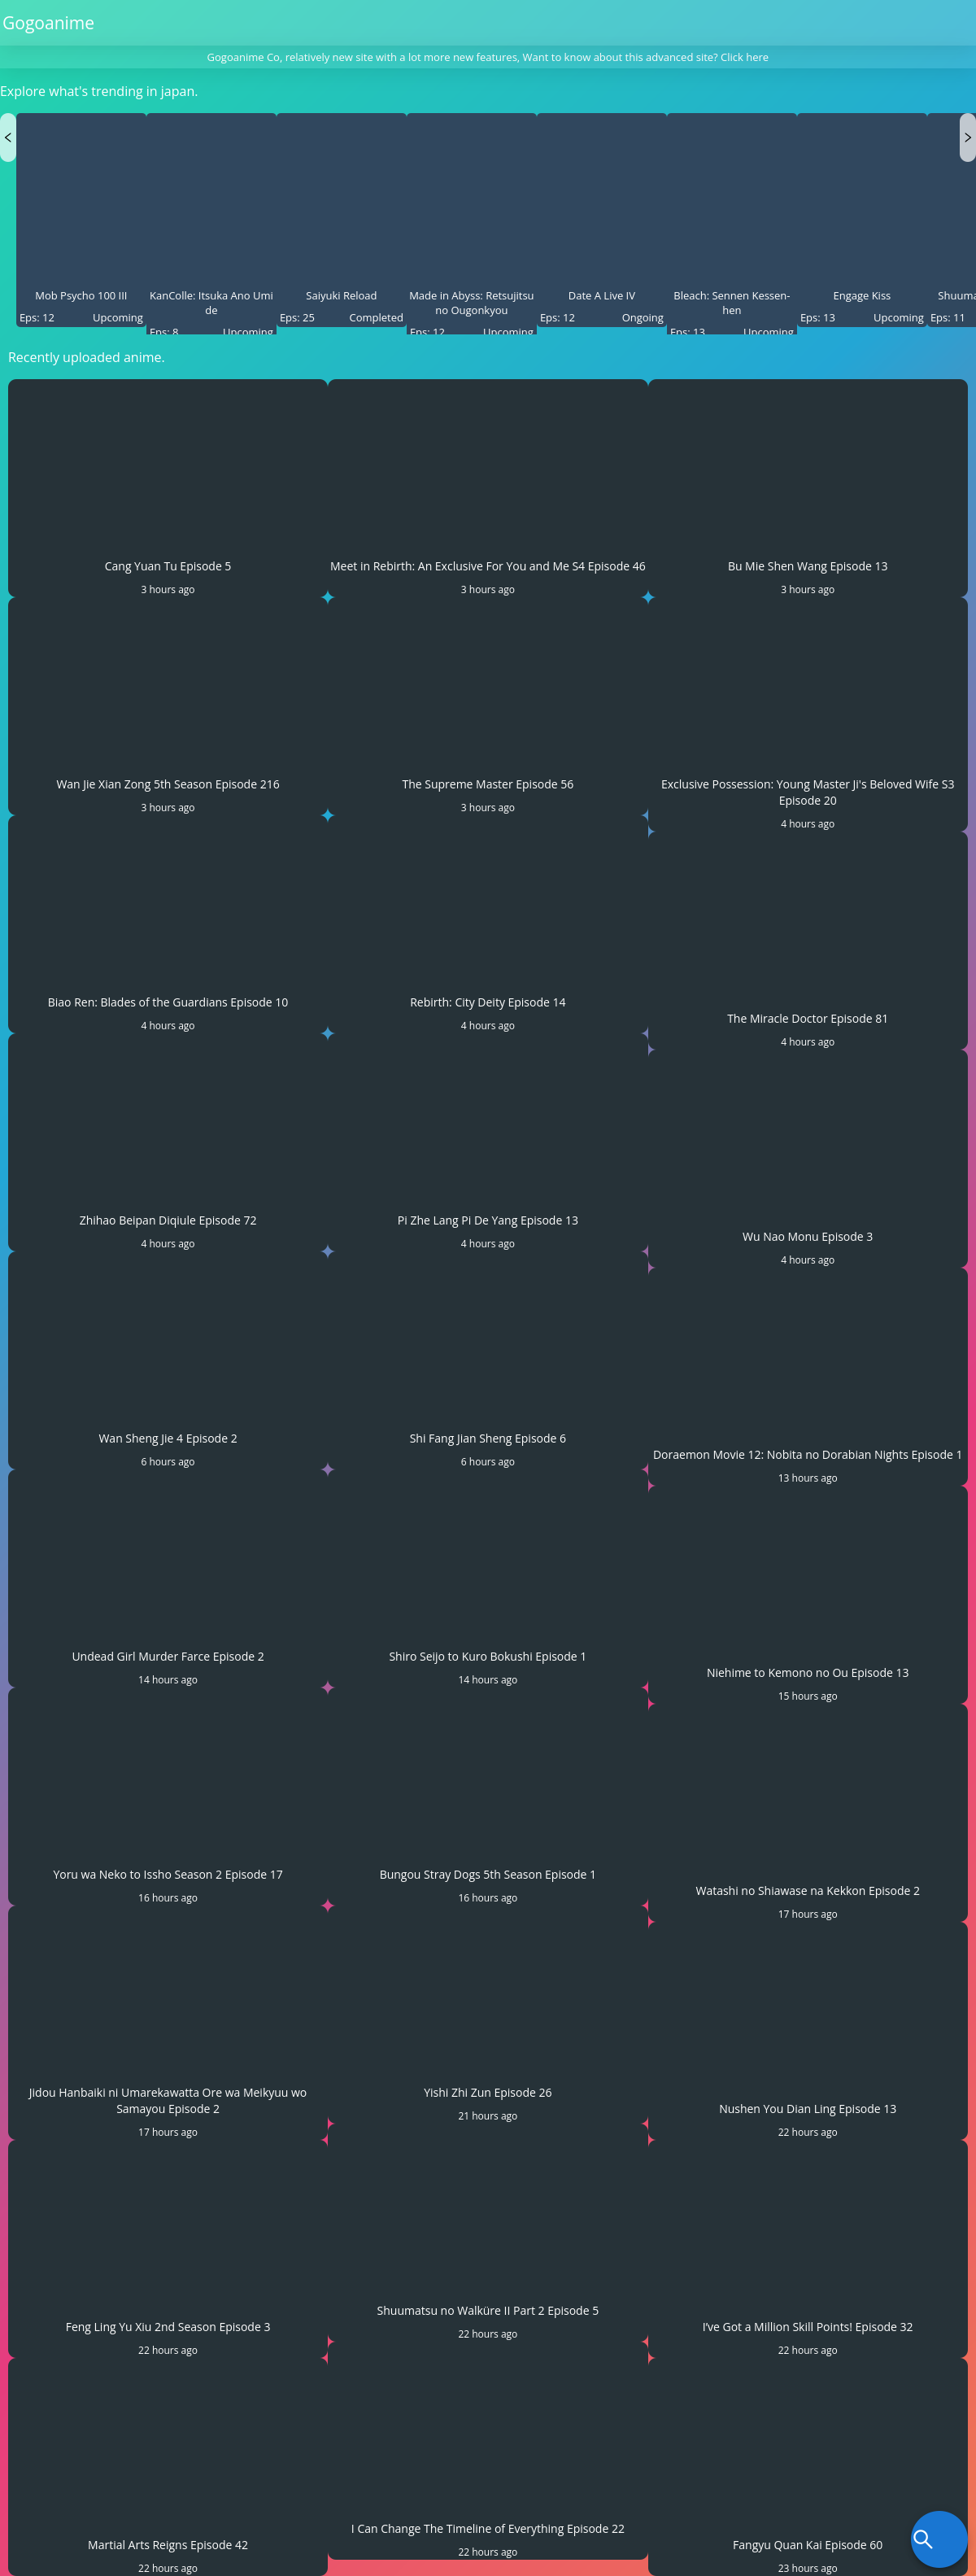 Gogoanime
Gogoanime Co, relatively new site with a lot more new features, Want to know about this advanced site? Click here
Explore what's trending in japan.
Mob Psycho 100 III
Eps: 12 Upcoming
KanColle: Itsuka Ano Umi
de
Eps: 8 Upcoming
Saiyuki Reload
Eps: 25 Completed
Made in Abyss: Retsujitsu
no Ougonkyou
Eps: 12 Upcoming
Date A Live IV
Eps: 12 Ongoing
Bleach: Sennen Kessen-
hen
Eps: 13 Upcoming
Engage Kiss
Eps: 13 Upcoming
Shuuma
Eps: 11
Recently uploaded anime.
Cang Yuan Tu Episode 5
3 hours ago
Meet in Rebirth: An Exclusive For You and Me S4 Episode 46
3 hours ago
Bu Mie Shen Wang Episode 13
3 hours ago
Wan Jie Xian Zong 5th Season Episode 216
3 hours ago
The Supreme Master Episode 56
3 hours ago
Exclusive Possession: Young Master Ji's Beloved Wife S3
Episode 20
4 hours ago
Biao Ren: Blades of the Guardians Episode 10
4 hours ago
Rebirth: City Deity Episode 14
4 hours ago
The Miracle Doctor Episode 81
4 hours ago
Zhihao Beipan Diqiule Episode 72
4 hours ago
Pi Zhe Lang Pi De Yang Episode 13
4 hours ago
Wu Nao Monu Episode 3
4 hours ago
Wan Sheng Jie 4 Episode 2
6 hours ago
Shi Fang Jian Sheng Episode 6
6 hours ago
Doraemon Movie 12: Nobita no Dorabian Nights Episode 1
13 hours ago
Undead Girl Murder Farce Episode 2
14 hours ago
Shiro Seijo to Kuro Bokushi Episode 1
14 hours ago
Niehime to Kemono no Ou Episode 13
15 hours ago
Yoru wa Neko to Issho Season 2 Episode 17
16 hours ago
Bungou Stray Dogs 5th Season Episode 1
16 hours ago
Watashi no Shiawase na Kekkon Episode 2
17 hours ago
Jidou Hanbaiki ni Umarekawatta Ore wa Meikyuu wo
Samayou Episode 2
17 hours ago
Yishi Zhi Zun Episode 26
21 hours ago
Nushen You Dian Ling Episode 13
22 hours ago
Feng Ling Yu Xiu 2nd Season Episode 3
22 hours ago
Shuumatsu no Walküre II Part 2 Episode 5
22 hours ago
I've Got a Million Skill Points! Episode 32
22 hours ago
Martial Arts Reigns Episode 42
22 hours ago
I Can Change The Timeline of Everything Episode 22
22 hours ago
Fangyu Quan Kai Episode 60
23 hours ago